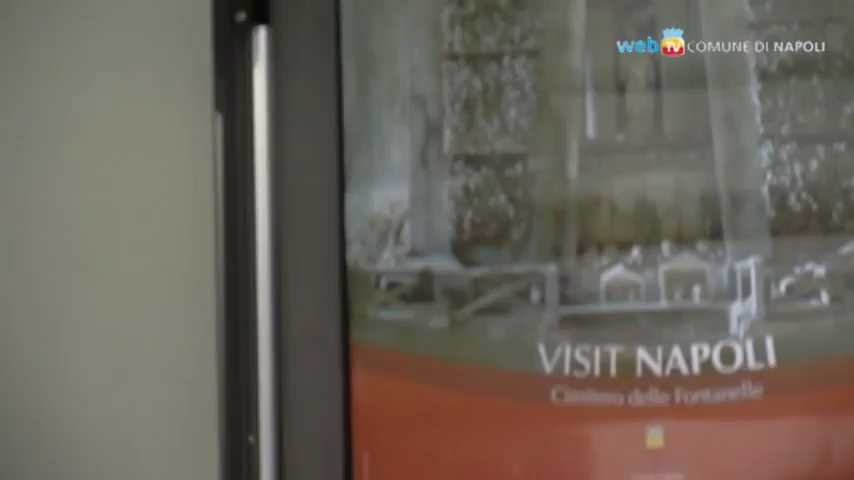 web TV COMUNE DI NAPOLI
VISIT NAPOLI
Cimitero delle Fontanelle